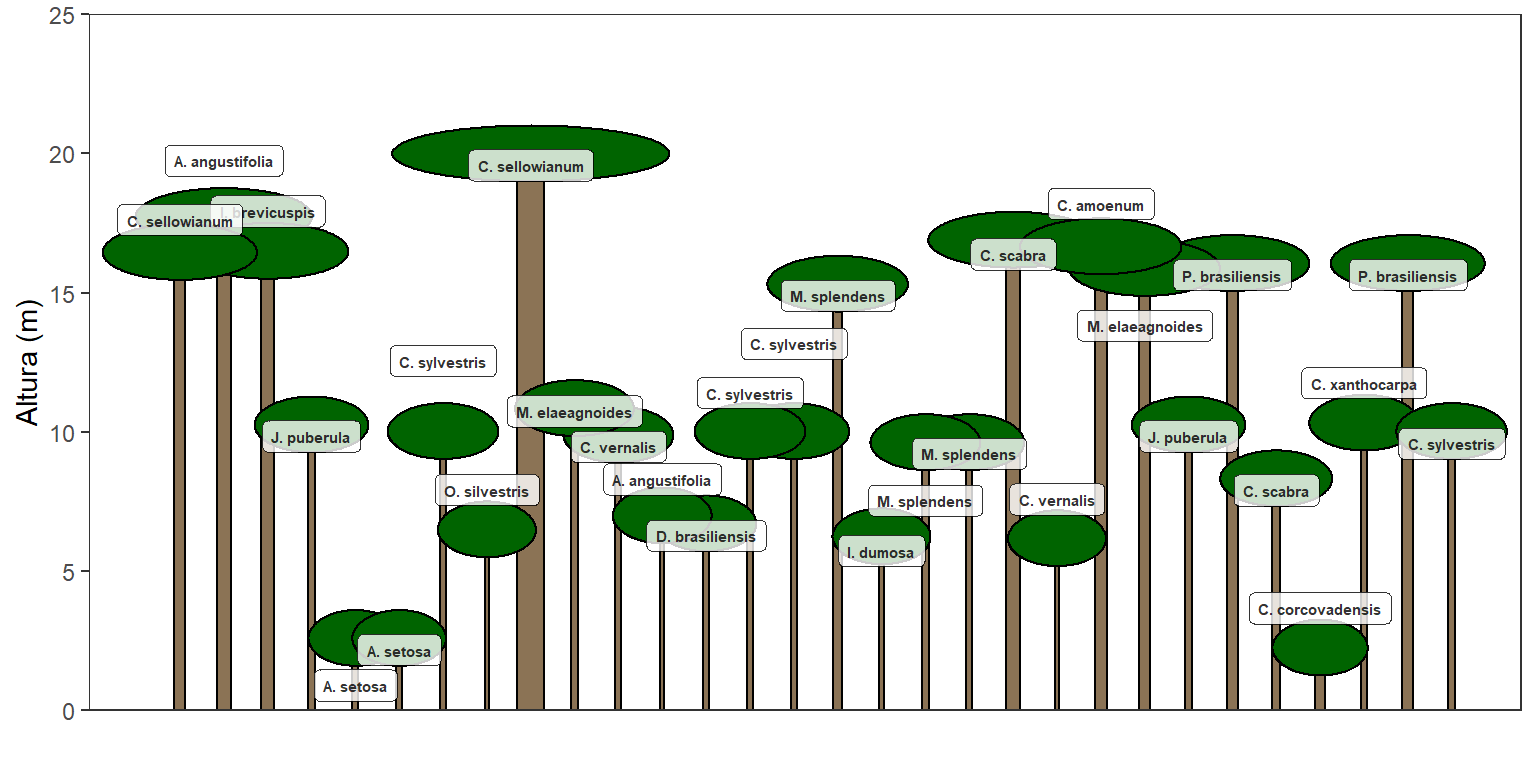 25
20
15
10
5
0
Altura (m)
A. angustifolia
C. sellowianum
I. brevicuspis
J. puberula
A. setosa
A. setosa
C. sylvestris
O. silvestris
C. sellowianum
M. elaeagnoides
C. vernalis
A. angustifolia
D. brasiliensis
C. sylvestris
C. sylvestris
M. splendens
I. dumosa
M. splendens
M. splendens
C. scabra
C. vernalis
C. amoenum
M. elaeagnoides
J. puberula
P. brasiliensis
C. scabra
C. corcovadensis
C. xanthocarpa
P. brasiliensis
C. sylvestris